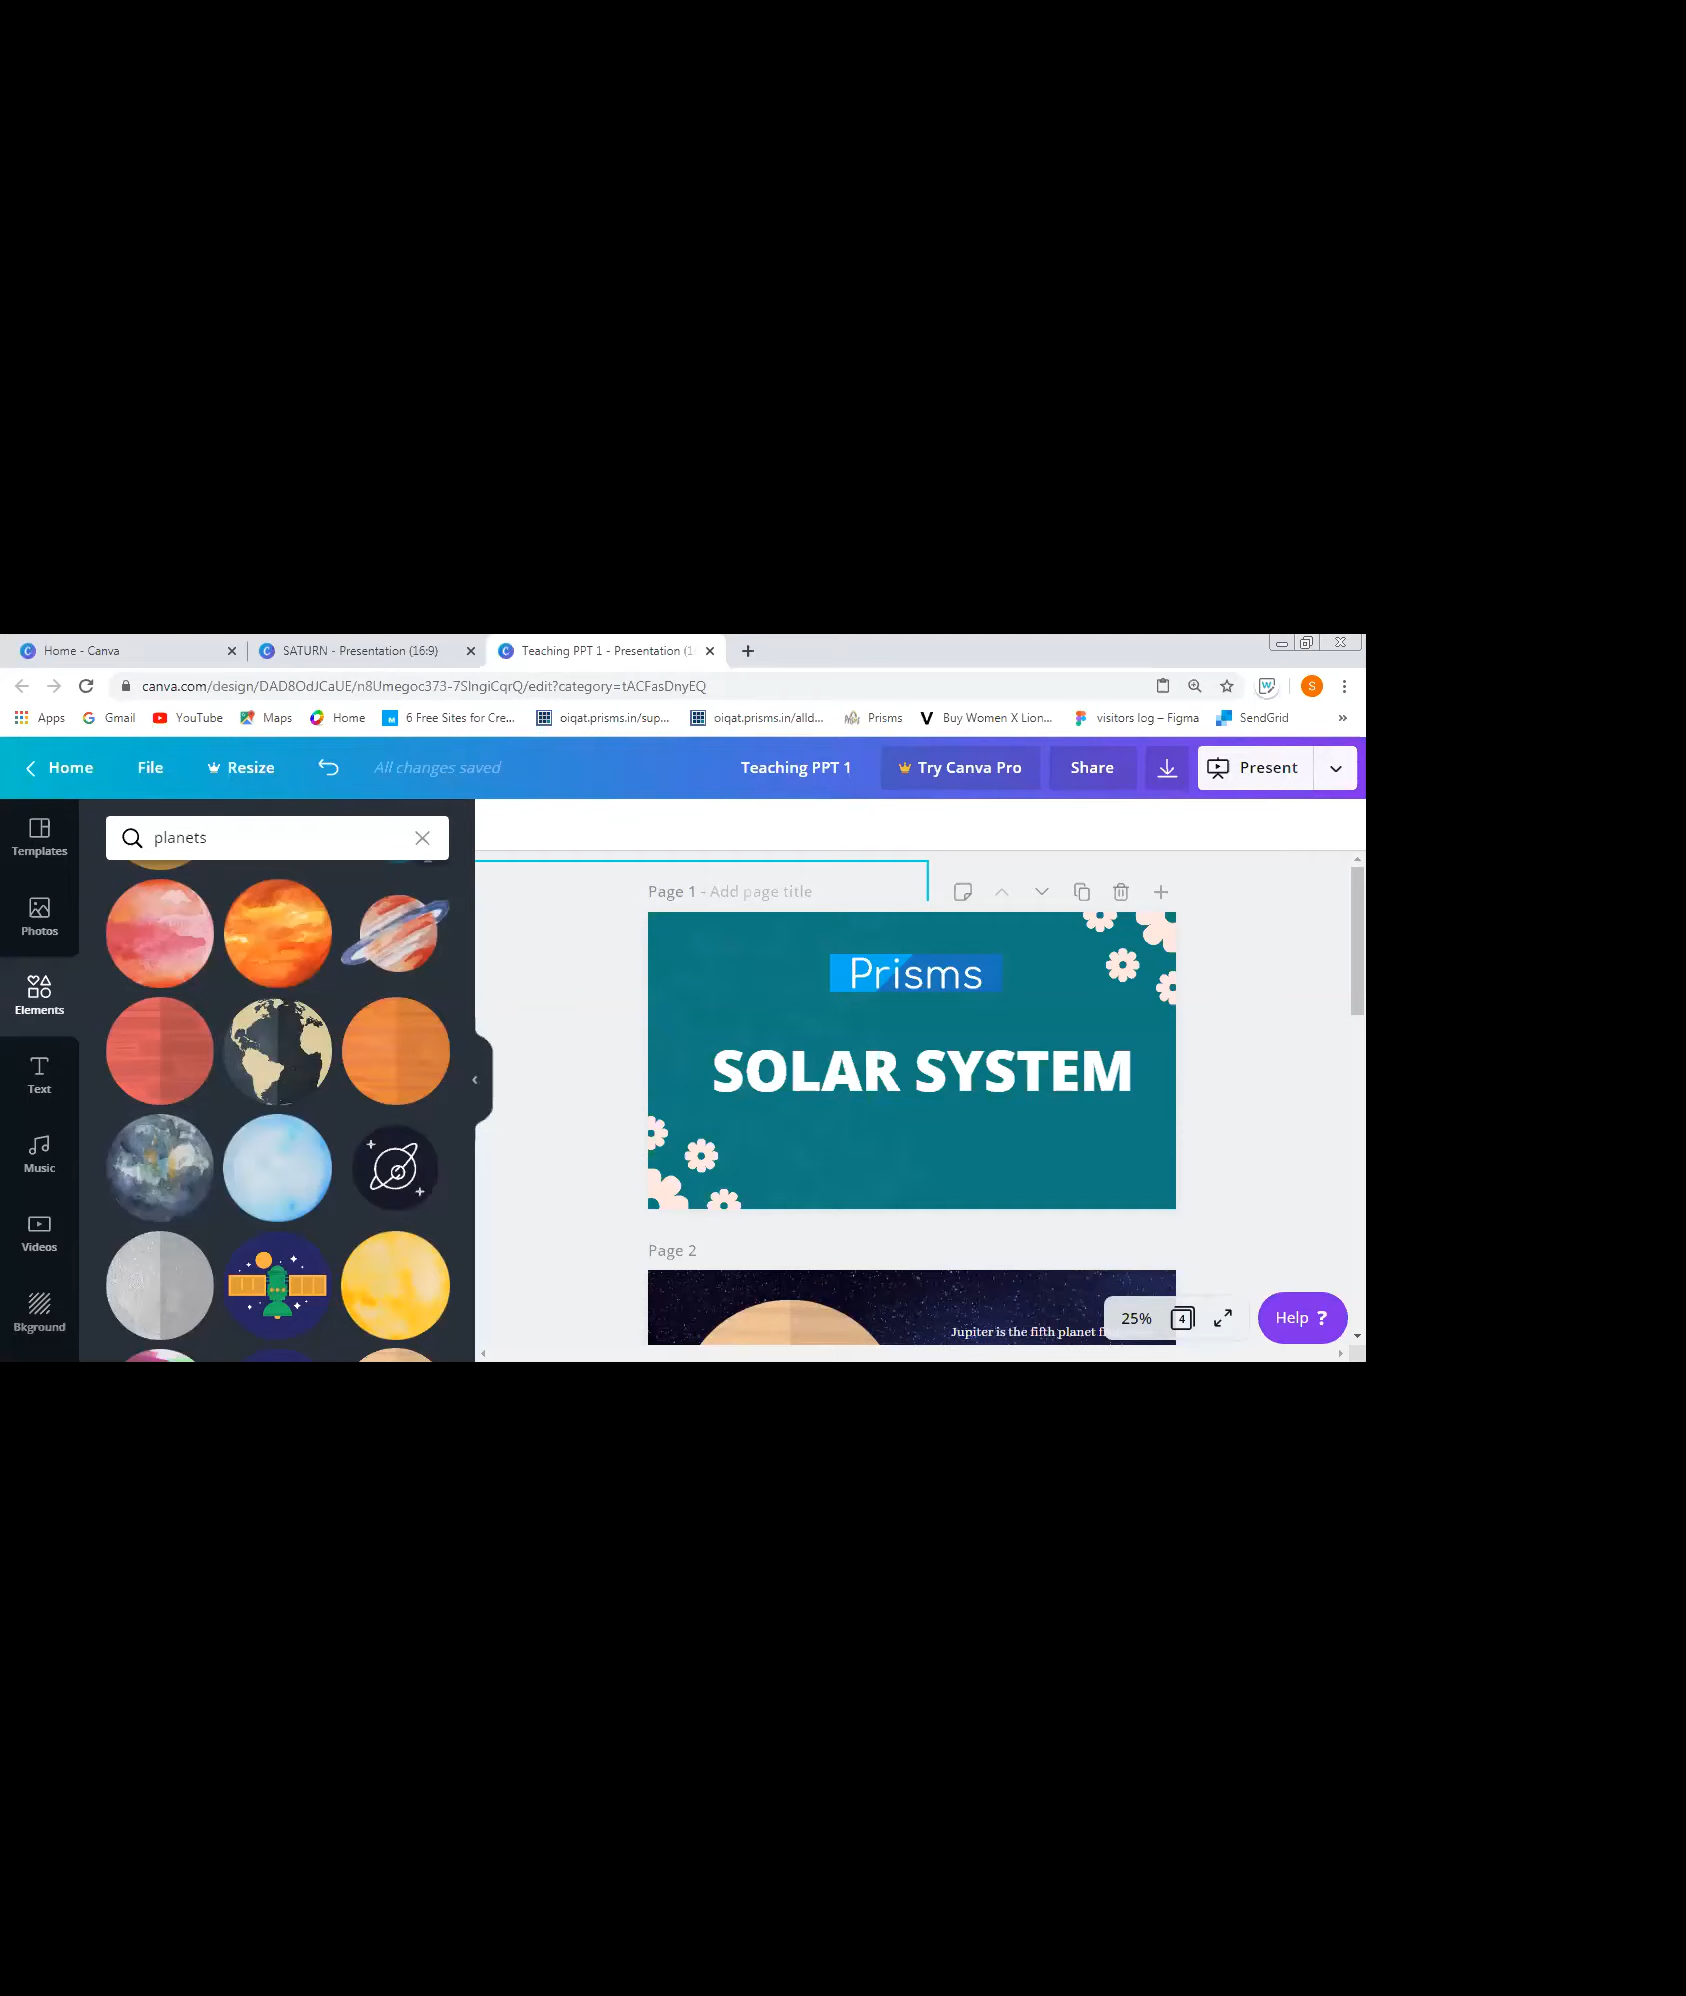 Home - Canva
SATURN - Presentation (16:9)
Teaching PPT 1 - Presentation (1
canva.com/design/DAD8OdJCaUE/n8Umegoc373-7SlngiCqrQ/edit?category=tACFasDnyEQ
S
Apps
Gmail
YouTube
Maps
Home
6 Free Sites for Cre...
oiqat.prisms.in/sup...
oiqat.prisms.in/alld...
Prisms
Buy Women X Lion...
visitors log – Figma
SendGrid
»
Home
File
Resize
All changes saved
Teaching PPT 1
Try Canva Pro
Share
Present
Templates
Photos
Elements
Text
Music
Videos
Bkground
planets
Page 1 - Add page title
Prisms
SOLAR SYSTEM
Page 2
Jupiter is the fifth planet
25%
4
Help ?